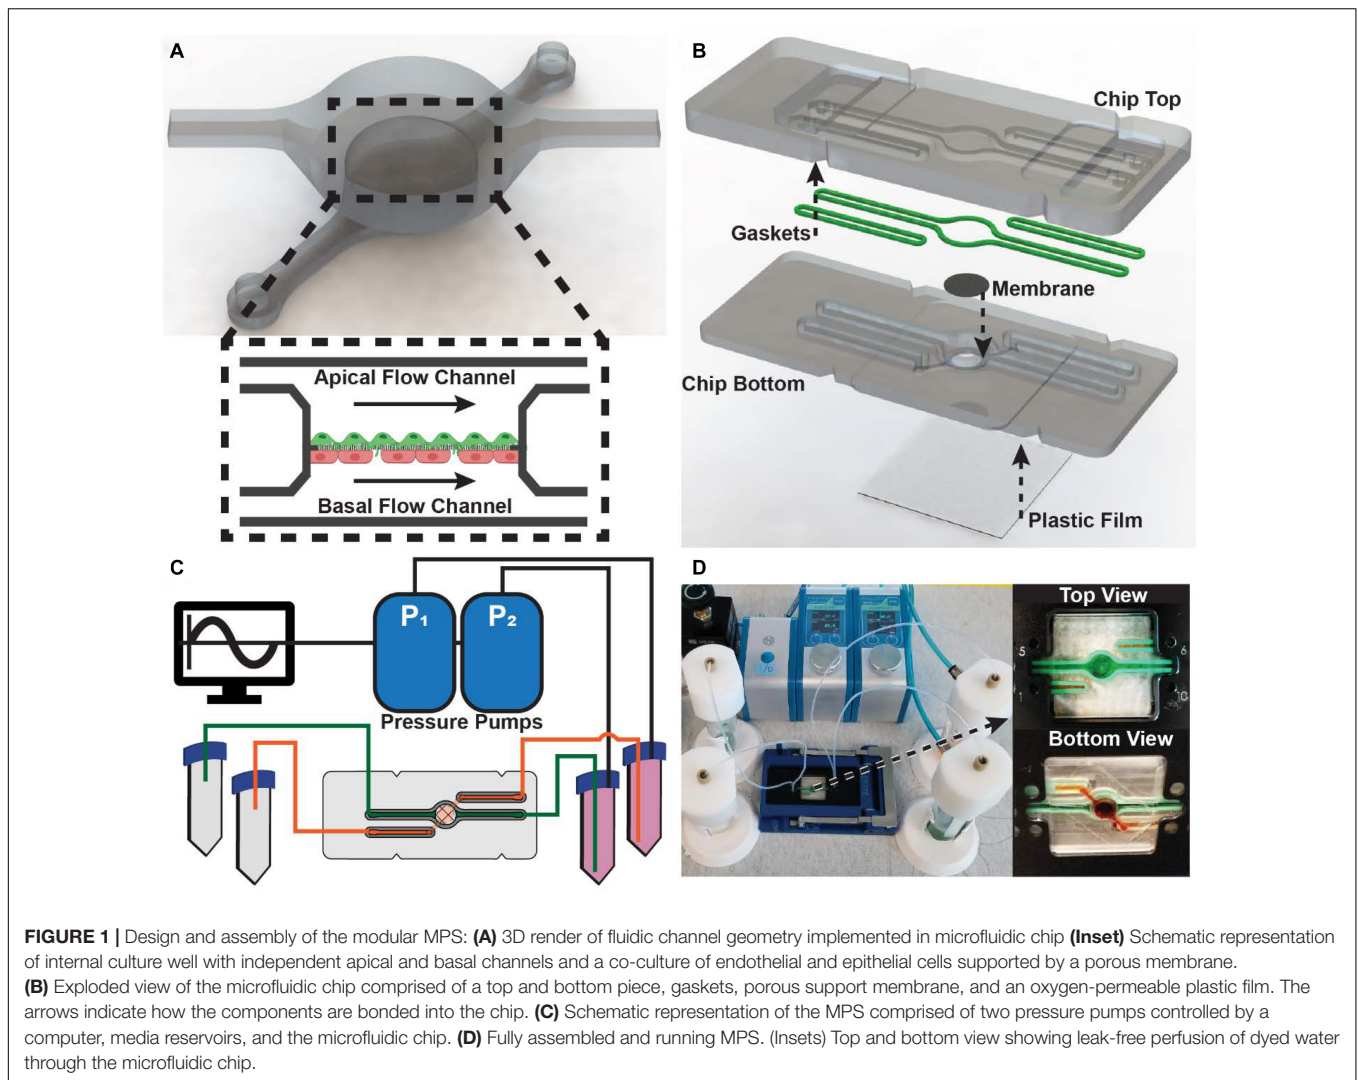 A
B
Chip Top
Gaskets
Membrane
Chip Bottom
Plastic Film
Apical Flow Channel
Basal Flow Channel
C
P1
P2
Pressure Pumps
D
Top View
5
6
1
10
Bottom View
FIGURE 1 | Design and assembly of the modular MPS: (A) 3D render of fluidic channel geometry implemented in microfluidic chip (Inset) Schematic representation
of internal culture well with independent apical and basal channels and a co-culture of endothelial and epithelial cells supported by a porous membrane.
(B) Exploded view of the microfluidic chip comprised of a top and bottom piece, gaskets, porous support membrane, and an oxygen-permeable plastic film. The
arrows indicate how the components are bonded into the chip. (C) Schematic representation of the MPS comprised of two pressure pumps controlled by a
computer, media reservoirs, and the microfluidic chip. (D) Fully assembled and running MPS. (Insets) Top and bottom view showing leak-free perfusion of dyed water
through the microfluidic chip.